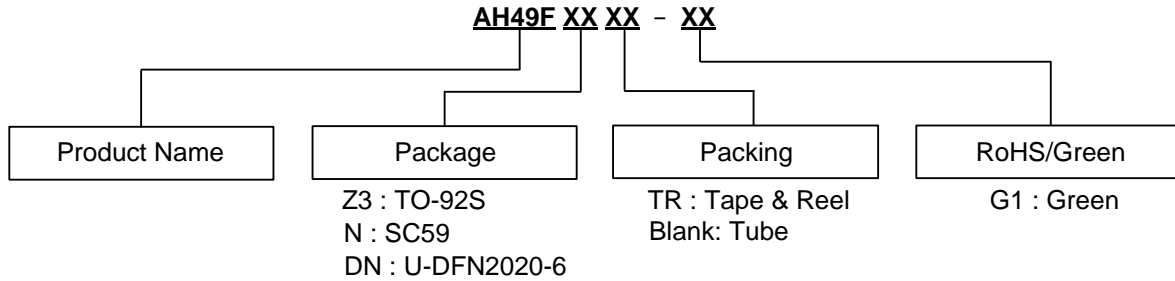 AH49F XX XX - XX
Product Name
Package
Packing
RoHS/Green
Z3 : TO-92S
N : SC59
DN : U-DFN2020-6
TR : Tape & Reel
Blank: Tube
G1 : Green